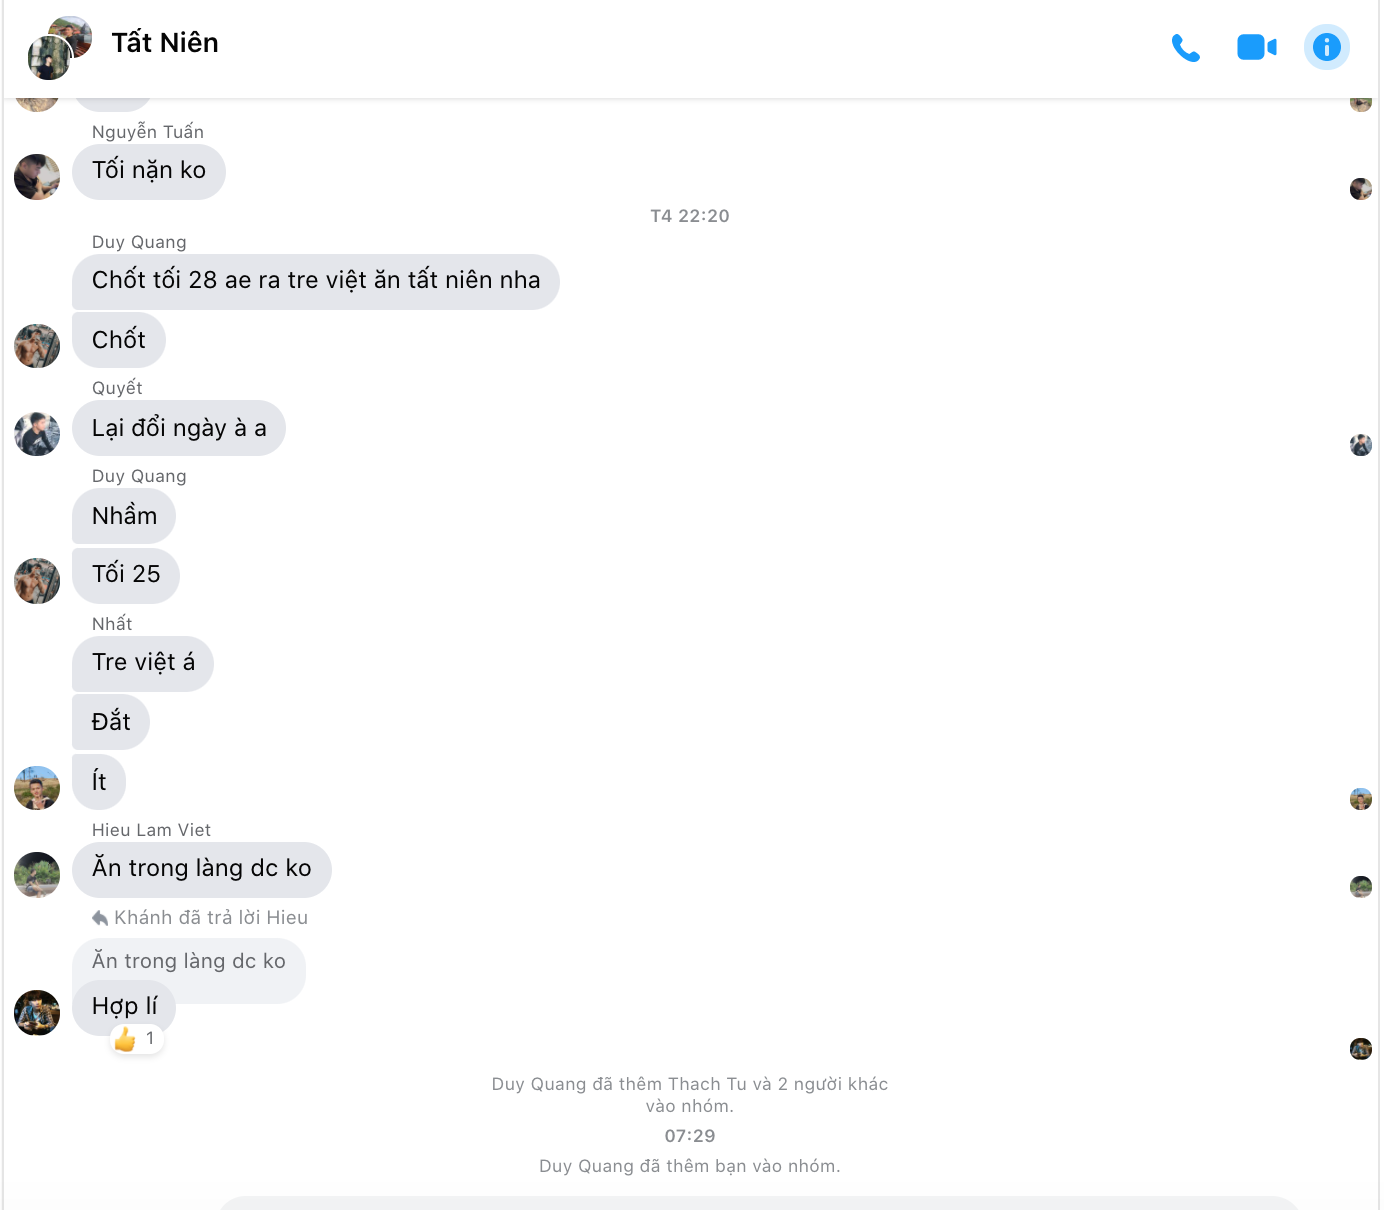 Tất Niên
Nguyễn Tuấn
Tối nặn ko
T4 22:20
Duy Quang
Chốt tối 28 ae ra tre việt ăn tất niên nha
Chốt
Quyết
Lại đổi ngày à a
Duy Quang
Nhầm
Tối 25
Nhất
Tre việt á
Đắt
Ít
Hieu Lam Viet
Ăn trong làng dc ko
Khánh đã trả lời Hieu
Ăn trong làng dc ko
Hợp lí
1
Duy Quang đã thêm Thach Tu và 2 người khác
vào nhóm.
07:29
Duy Quang đã thêm bạn vào nhóm.